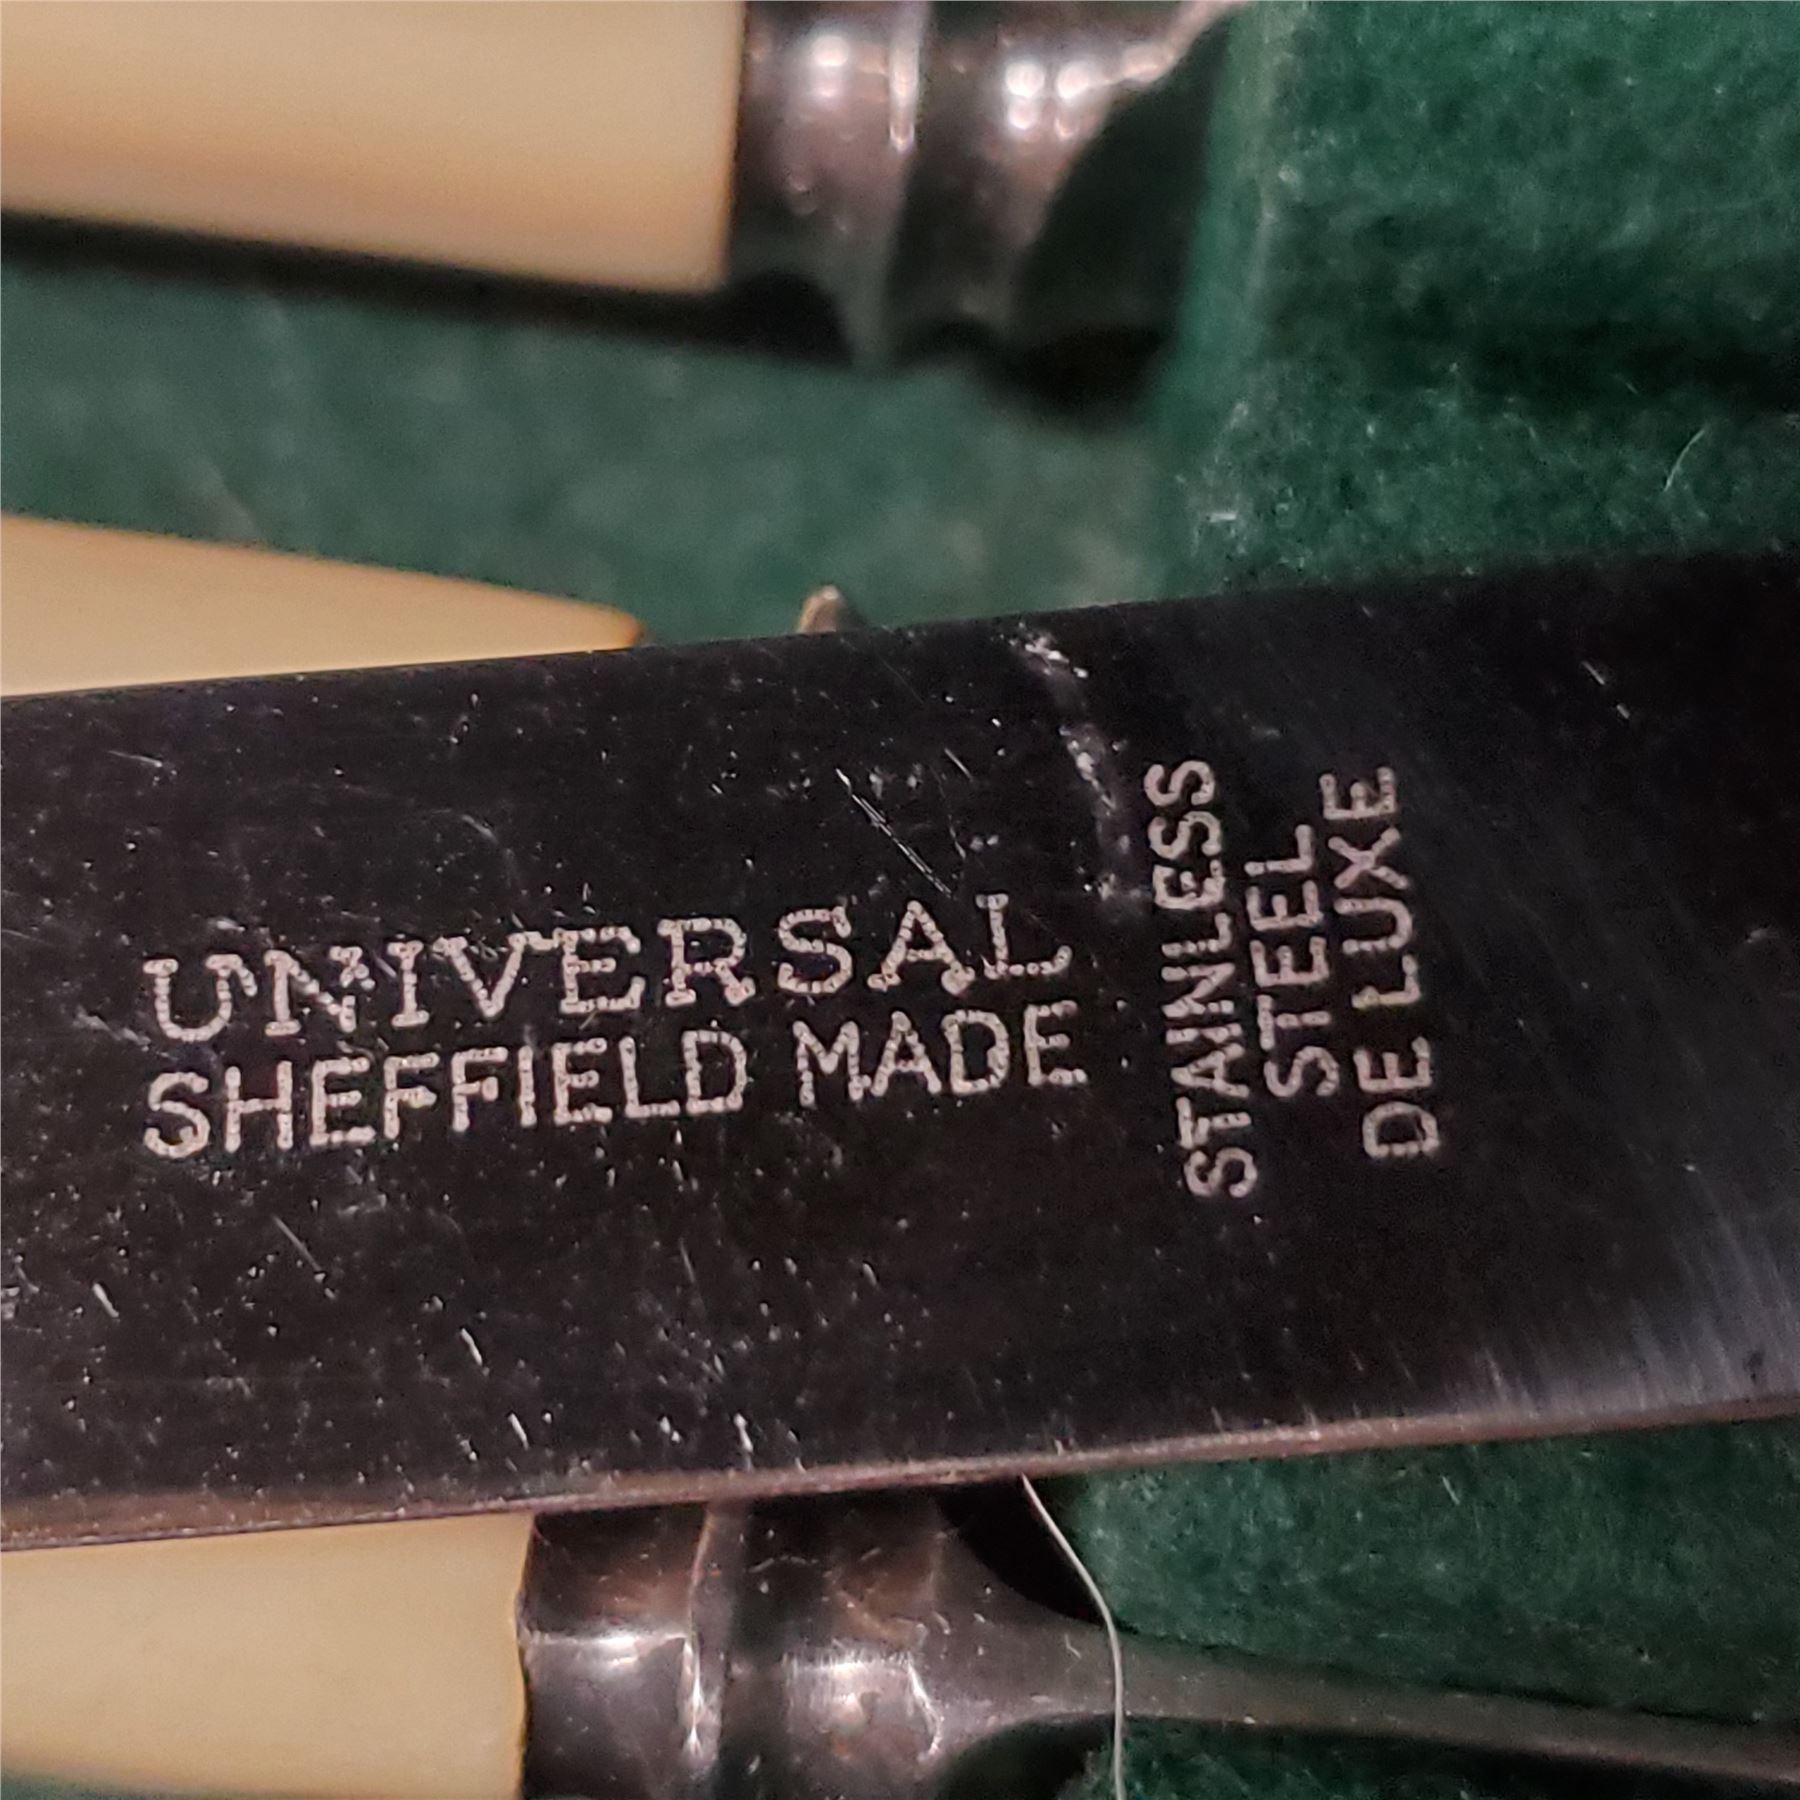 UNIVERSAL
SHEFFIELD MADE
STAINLESS
STEEL
DE LUXE